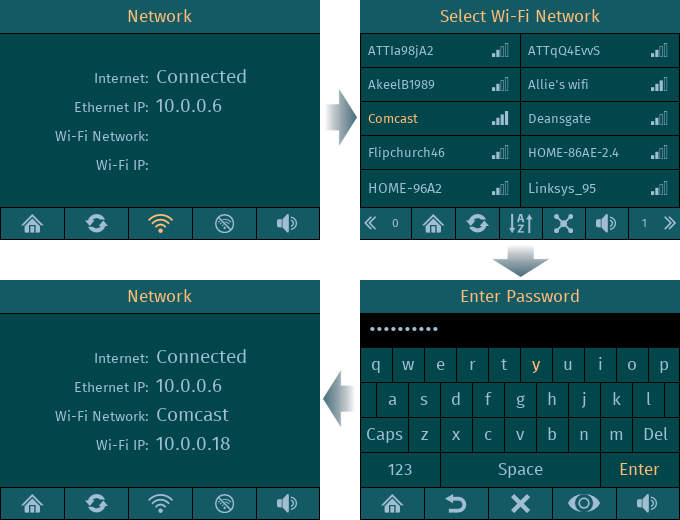 Network
Internet: Connected
Ethernet IP: 10.0.0.6
Wi-Fi Network:
Wi-Fi IP:
Select Wi-Fi Network
ATTIa98jA2 ATTqQ4EvvS
AkeelB1989 Allie's wifi
Comcast Deansgate
Flipchurch46 HOME-86AE-2.4
HOME-96A2 Linksys_95
0 A Z 1
Enter Password
••••••••••
q w e r t y u i o p
a s d f g h j k l
Caps z x c v b n m Del
123 Space Enter
Network
Internet: Connected
Ethernet IP: 10.0.0.6
Wi-Fi Network: Comcast
Wi-Fi IP: 10.0.0.18